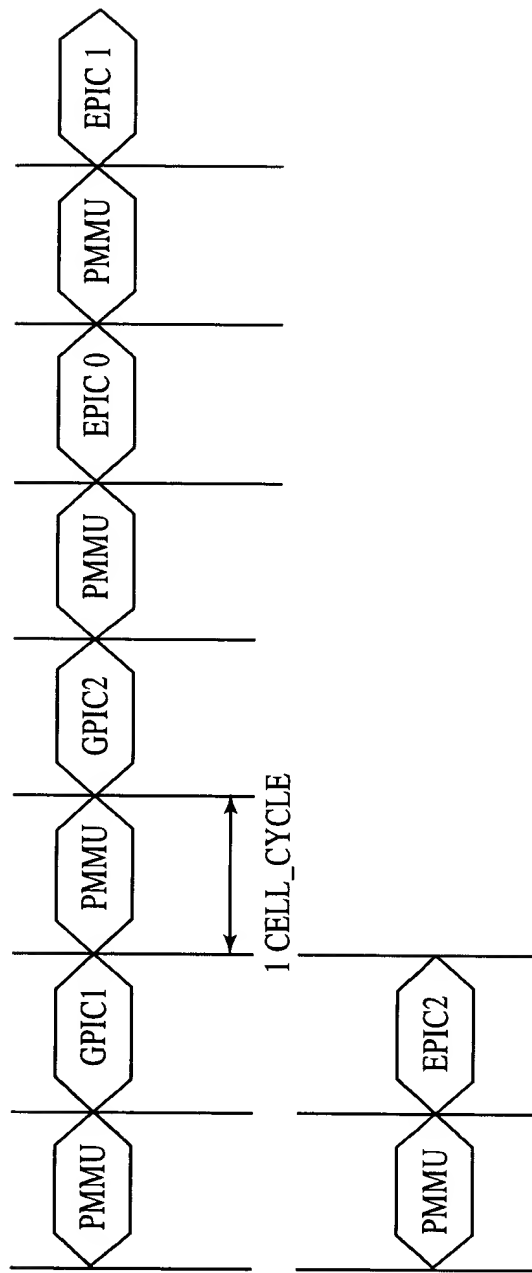 PMMU
GPIC1
PMMU
GPIC2
PMMU
EPIC 0
PMMU
EPIC 1
1 CELL_CYCLE
PMMU
EPIC2